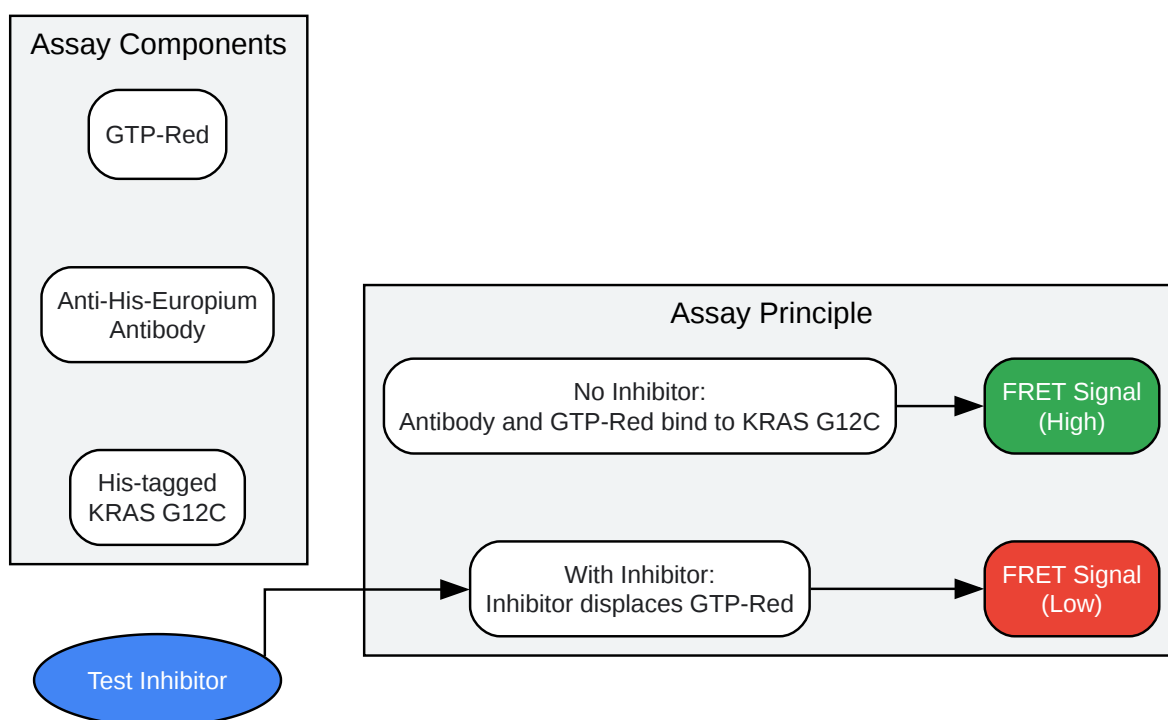 Assay Components
GTP-Red
Anti-His-Europium
Antibody
His-tagged
KRAS G12C
Test Inhibitor
Assay Principle
No Inhibitor:
Antibody and GTP-Red bind to KRAS G12C
FRET Signal
(High)
With Inhibitor:
Inhibitor displaces GTP-Red
FRET Signal
(Low)